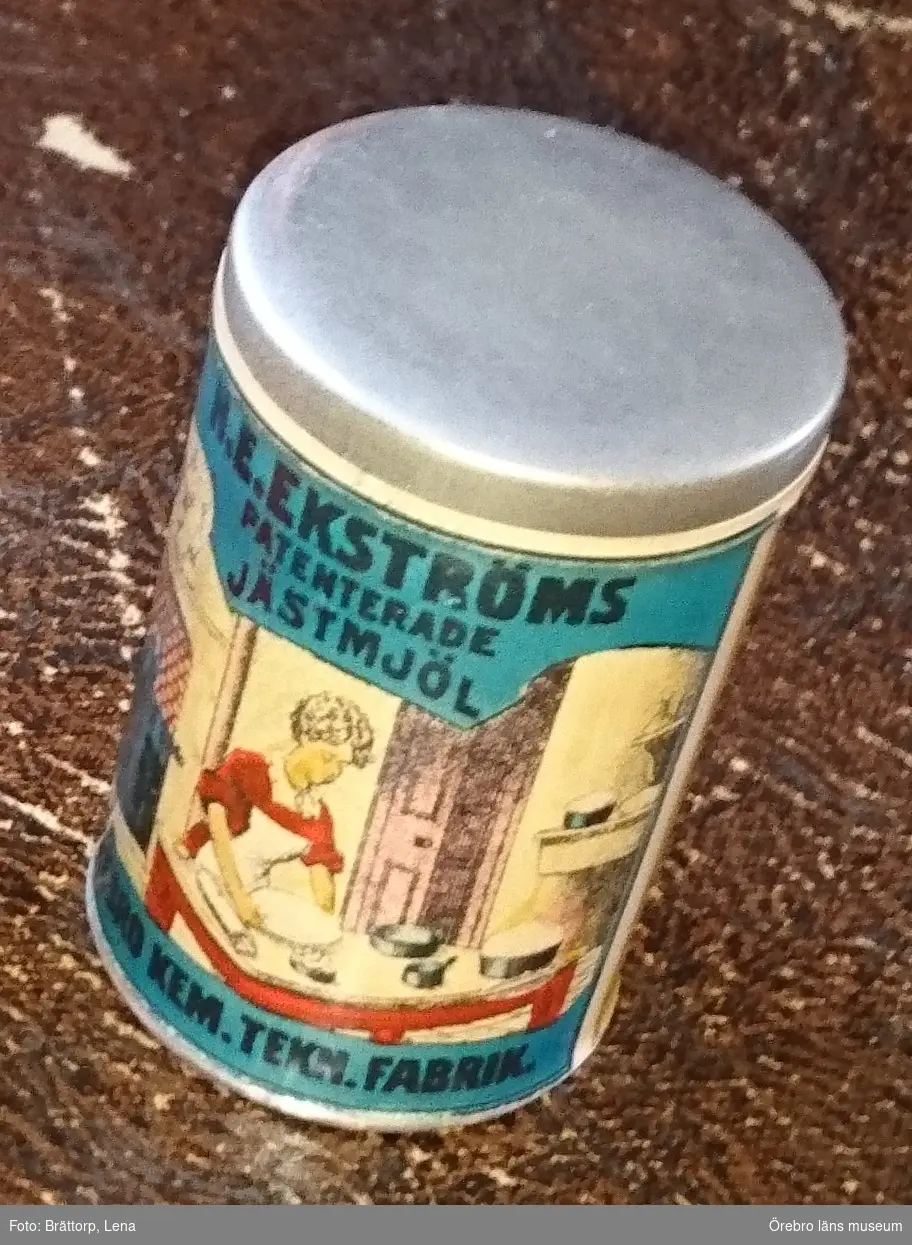 H.E.EKSTRÖMS
PATENTERADE
JÄSTMJÖL
KEM. TEKN. FABRIK.
Foto: Brättorp, Lena
Örebro läns museum